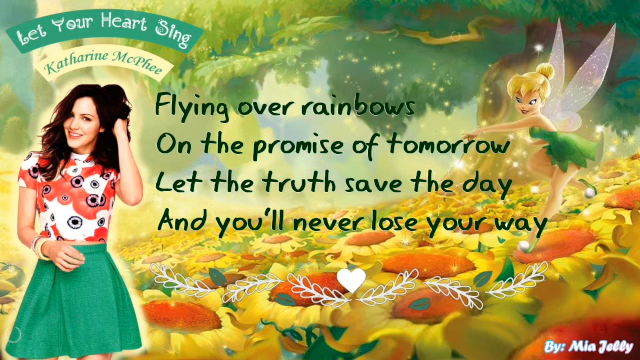 Let Your Heart Sing
Katharine McPhee
Flying over rainbows
On the promise of tomorrow
Let the truth save the day
And you'll never lose your way
By: Mia Jelly